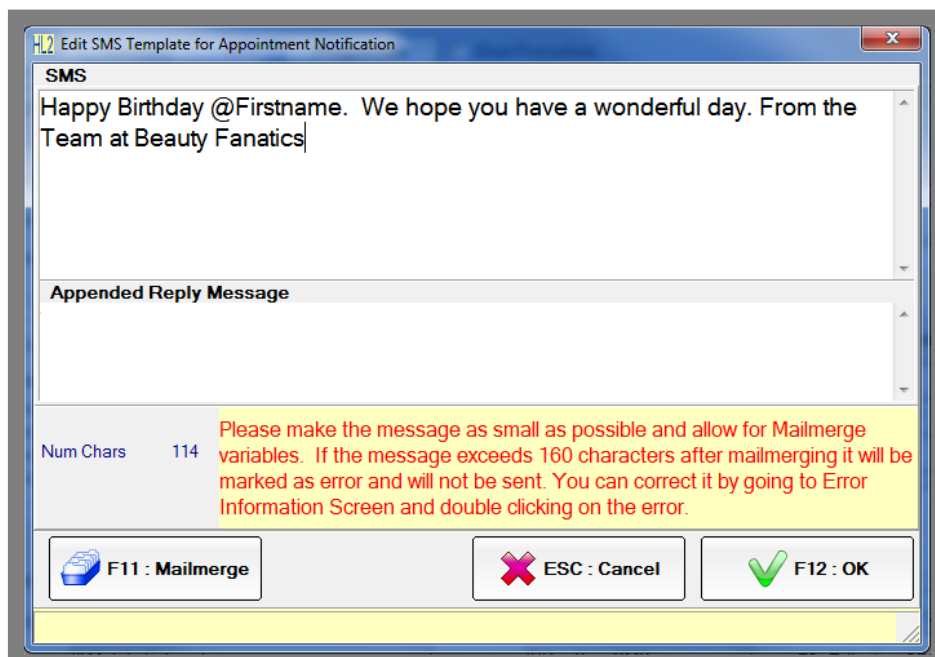 HL2 Edit SMS Template for Appointment Notification
SMS
Happy Birthday @Firstname.  We hope you have a wonderful day. From the
Team at Beauty Fanatics
Appended Reply Message
Num Chars 114
Please make the message as small as possible and allow for Mailmerge
variables.  If the message exceeds 160 characters after mailmerging it will be
marked as error and will not be sent. You can correct it by going to Error
Information Screen and double clicking on the error.
F11 : Mailmerge
ESC : Cancel
F12 : OK